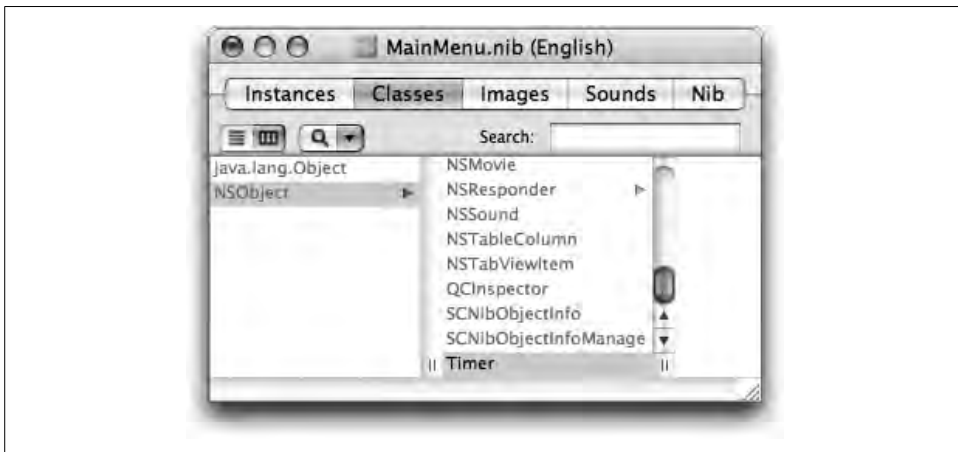 MainMenu.nib (English)
Instances Classes Images Sounds Nib
Search:
java.lang.Object
NSObject
NSMovie
NSResponder
NSSound
NSTableColumn
NSTabViewItem
QCInspector
SCNibObjectInfo
SCNibObjectInfoManage
Timer